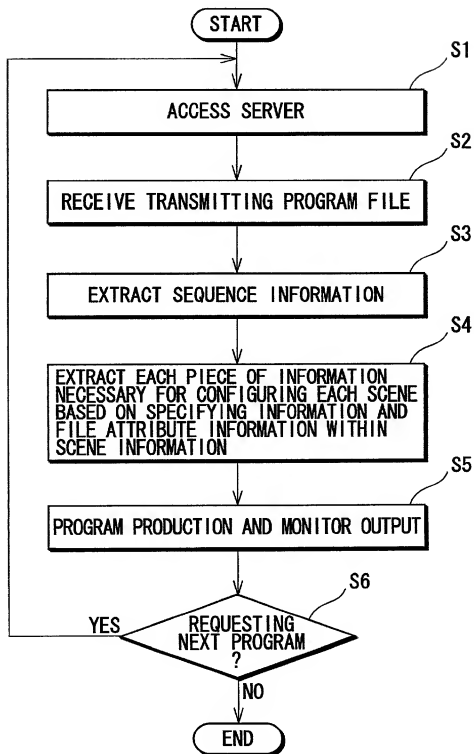 START
S1
ACCESS SERVER
S2
RECEIVE TRANSMITTING PROGRAM FILE
S3
EXTRACT SEQUENCE INFORMATION
S4
EXTRACT EACH PIECE OF INFORMATION
NECESSARY FOR CONFIGURING EACH SCENE
BASED ON SPECIFYING INFORMATION AND
FILE ATTRIBUTE INFORMATION WITHIN
SCENE INFORMATION
S5
PROGRAM PRODUCTION AND MONITOR OUTPUT
S6
YES
REQUESTING
NEXT PROGRAM
?
NO
END